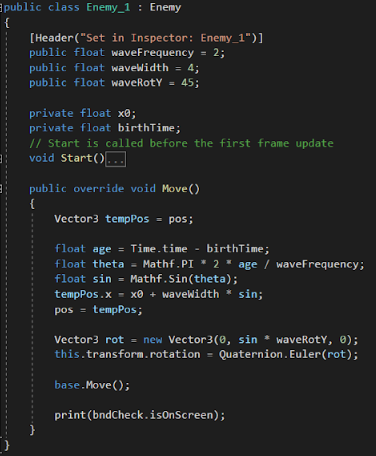 public class Enemy_1 : Enemy
{
[Header("Set in Inspector: Enemy_1")]
public float waveFrequency = 2;
public float waveWidth = 4;
public float waveRotY = 45;
private float x0;
private float birthTime;
// Start is called before the first frame update
void Start()...
public override void Move()
{
Vector3 tempPos = pos;
float age = Time.time - birthTime;
float theta = Mathf.PI * 2 * age / waveFrequency;
float sin = Mathf.Sin(theta);
tempPos.x = x0 + waveWidth * sin;
pos = tempPos;
Vector3 rot = new Vector3(0, sin * waveRotY, 0);
this.transform.rotation = Quaternion.Euler(rot);
base.Move();
print(bndCheck.isOnScreen);
}
}